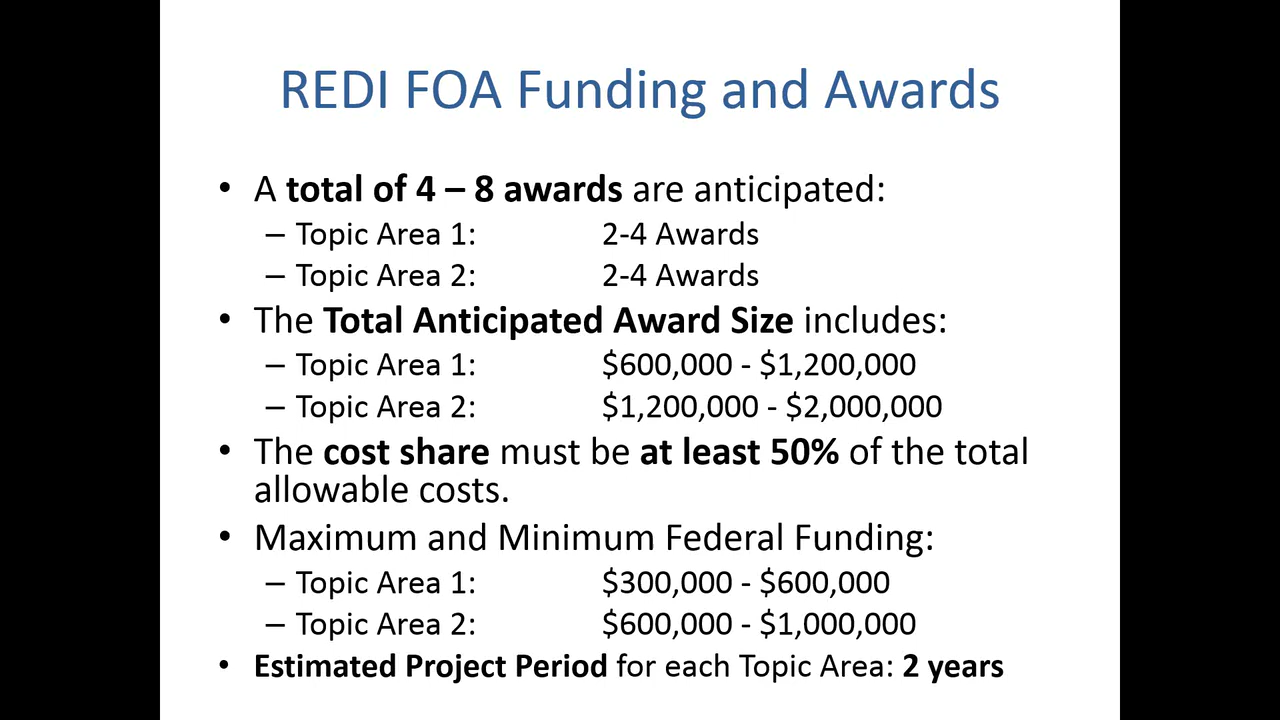 REDI FOA Funding and Awards
• A total of 4 – 8 awards are anticipated:
– Topic Area 1: 2-4 Awards
– Topic Area 2: 2-4 Awards
• The Total Anticipated Award Size includes:
– Topic Area 1: $600,000 - $1,200,000
– Topic Area 2: $1,200,000 - $2,000,000
• The cost share must be at least 50% of the total
allowable costs.
• Maximum and Minimum Federal Funding:
– Topic Area 1: $300,000 - $600,000
– Topic Area 2: $600,000 - $1,000,000
• Estimated Project Period for each Topic Area: 2 years